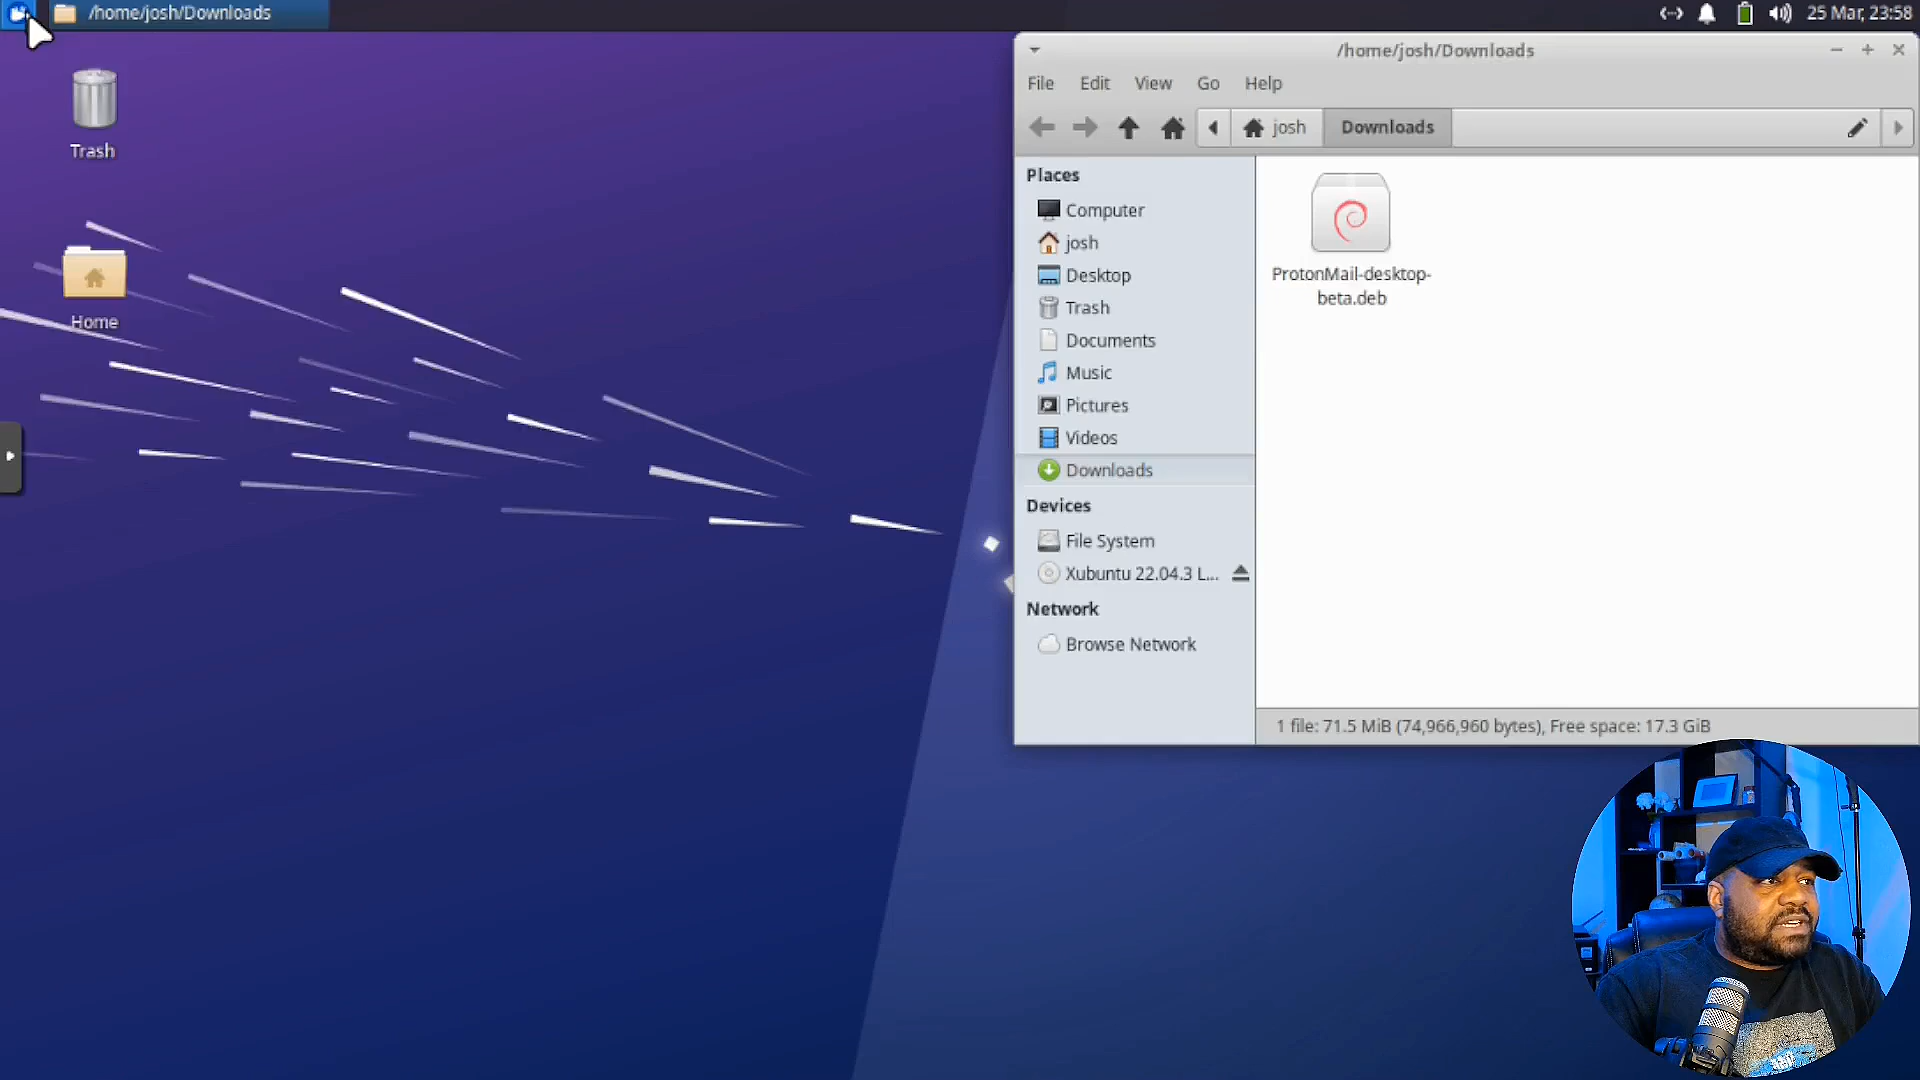 /home/josh/Downloads
25 Mar, 23:58
Trash
Home
/home/josh/Downloads
File Edit View Go Help
josh Downloads
Places
Computer
josh
Desktop
Trash
Documents
Music
Pictures
Videos
Downloads
Devices
File System
Xubuntu 22.04.3 L...
Network
Browse Network
ProtonMail-desktop-
beta.deb
1 file: 71.5 MiB (74,966,960 bytes), Free space: 17.3 GiB